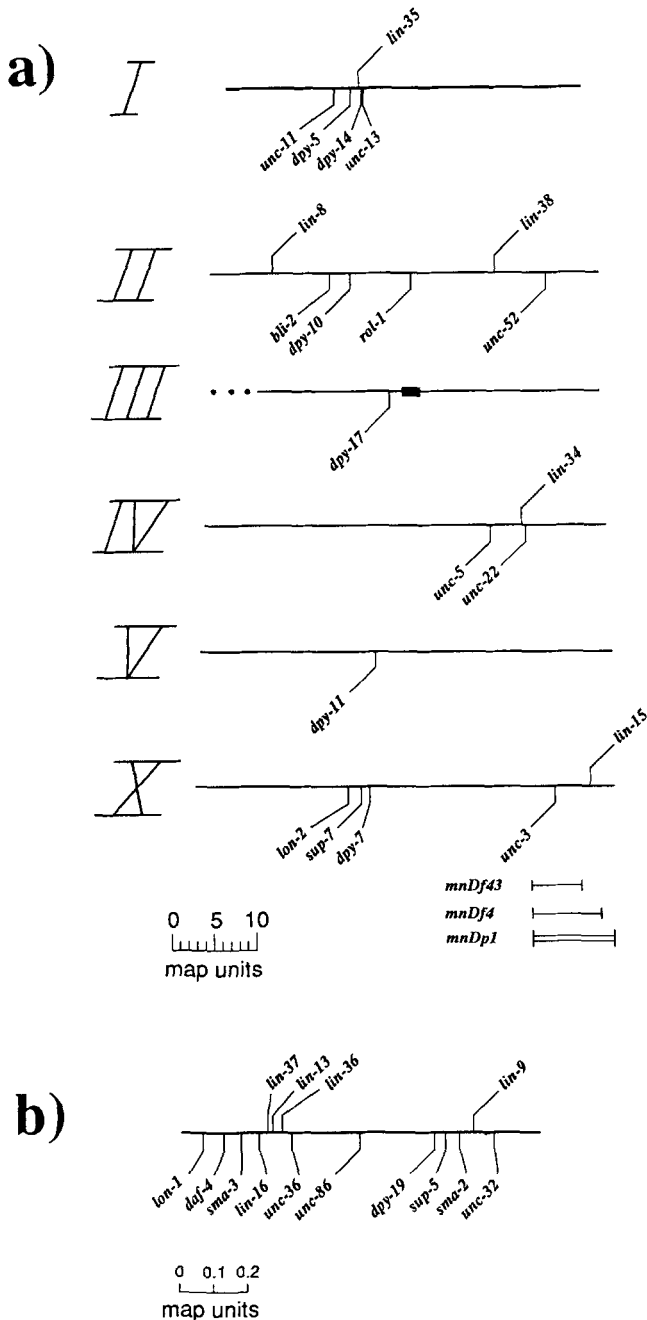 a)
I
lin-35
unc-11 dpy-5 dpy-14 unc-13
II
lin-8 lin-38
bli-2 dpy-10 rol-1 unc-52
III
dpy-17
IV
lin-34
unc-5 unc-22
V
dpy-11
X
lin-15
lon-2 sup-7 dpy-7 unc-3
mnDf43
mnDf4
mnDp1
0 5 10
map units
b)
lin-37 lin-13 lin-36 lin-9
lon-1 daf-4 sma-3 lin-16 unc-36 unc-86 dpy-19 sup-5 sma-2 unc-32
0 0.1 0.2
map units